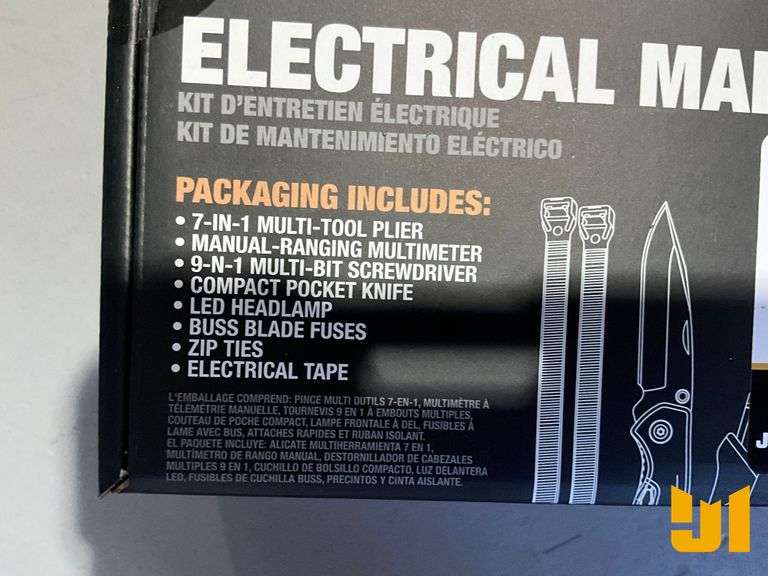 ELECTRICAL MAI
KIT D'ENTRETIEN ÉLECTRIQUE
KIT DE MANTENIMIENTO ELÉCTRICO
PACKAGING INCLUDES:
• 7-IN-1 MULTI-TOOL PLIER
• MANUAL-RANGING MULTIMETER
• 9-N-1 MULTI-BIT SCREWDRIVER
• COMPACT POCKET KNIFE
• LED HEADLAMP
• BUSS BLADE FUSES
• ZIP TIES
• ELECTRICAL TAPE
L'EMBALLAGE COMPREND: PINCE MULTI OUTILS 7-EN-1, MULTIMÈTRE À
TÉLEMÉTRIE MANUELLE, TOURNEVIS 9 EN 1 À EMBOUTS MULTIPLES,
COUTEAU DE POCHE COMPACT, LAMPE FRONTALE À DEL, FUSIBLES À
LAME AVEC BUS, ATTACHES RAPIDES ET RUBAN ISOLANT.
EL PAQUETE INCLUYE: ALICATE MULTIHERRAMIENTA 7 EN 1,
MULTÍMETRO DE RANGO MANUAL, DESTORNILLADOR DE CABEZALES
MULTIPLES 9 EN 1, CUCHILLO DE BOLSILLO COMPACTO, LUZ DELANTERA
LED, FUSIBLES DE CUCHILLA BUSS, PRECINTOS Y CINTA AISLANTE.
J